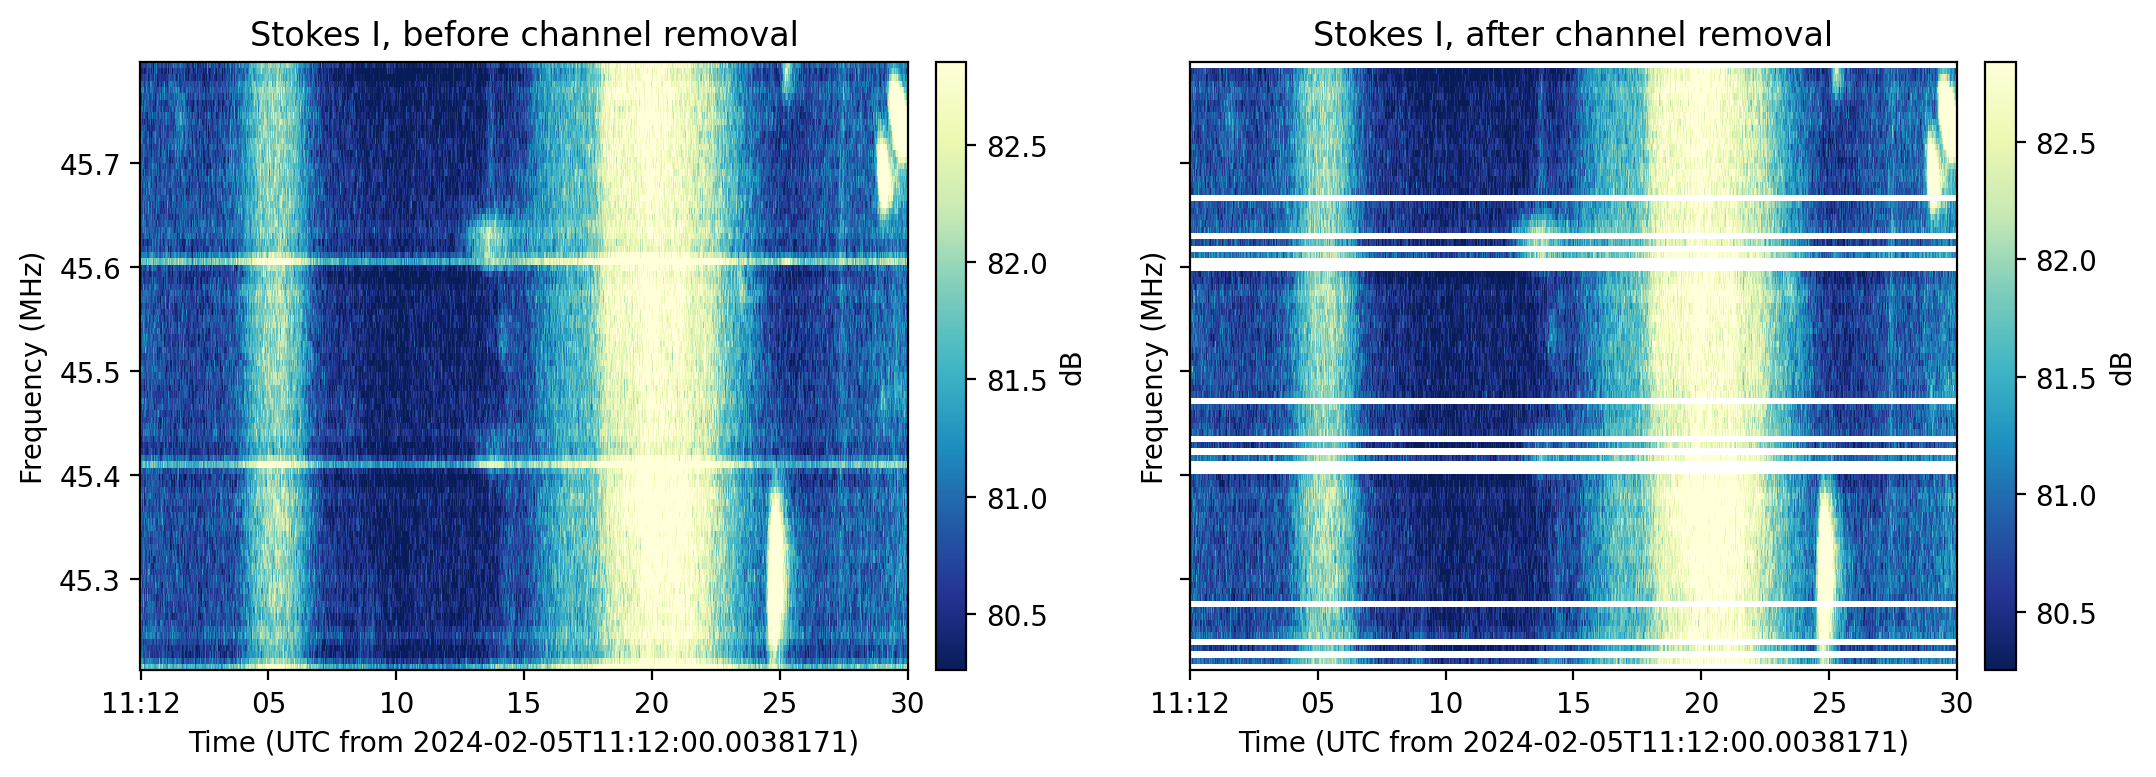 Stokes I, before channel removal
45.7
45.6
45.5
45.4
45.3
Frequency (MHz)
11:12 05 10 15 20 25 30
Time (UTC from 2024-02-05T11:12:00.0038171)
82.5
82.0
81.5
81.0
80.5
dB
Stokes I, after channel removal
Frequency (MHz)
11:12 05 10 15 20 25 30
Time (UTC from 2024-02-05T11:12:00.0038171)
82.5
82.0
81.5
81.0
80.5
dB